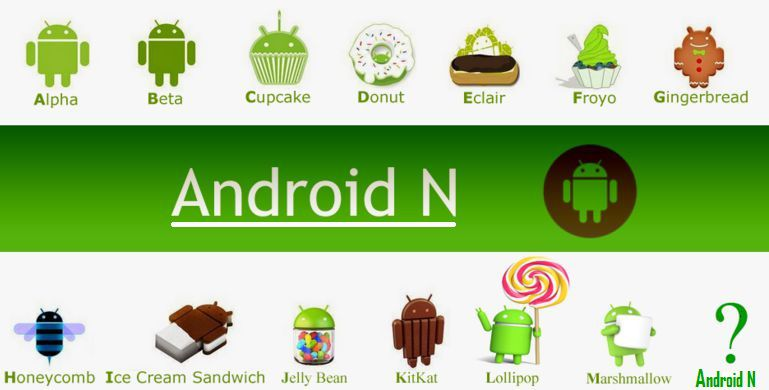 Alpha Beta Cupcake Donut Eclair Froyo Gingerbread
Android N
Honeycomb Ice Cream Sandwich Jelly Bean KitKat Lollipop Marshmallow ?
Android N